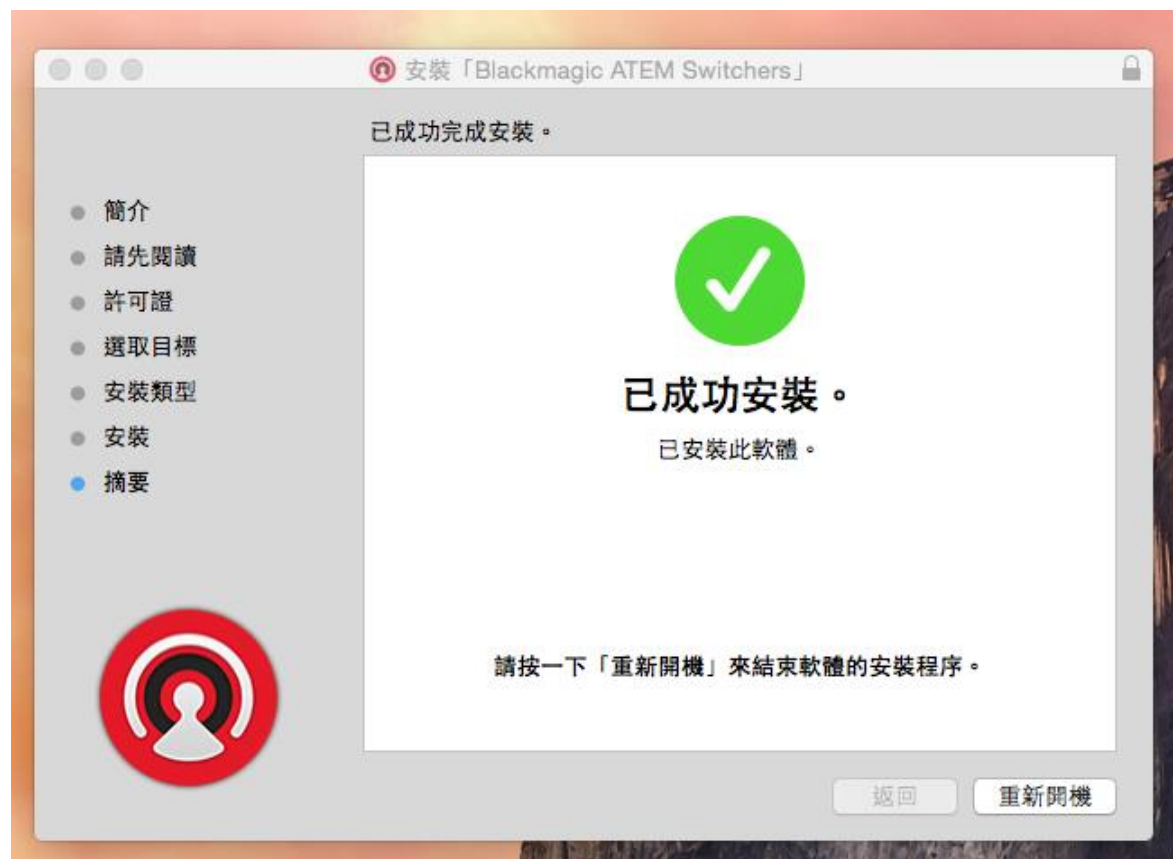 安裝「Blackmagic ATEM Switchers」
已成功完成安裝。
簡介
請先閱讀
許可證
選取目標
安裝類型
安裝
摘要
已成功安裝。
已安裝此軟體。
請按一下「重新開機」來結束軟體的安裝程序。
返回
重新開機